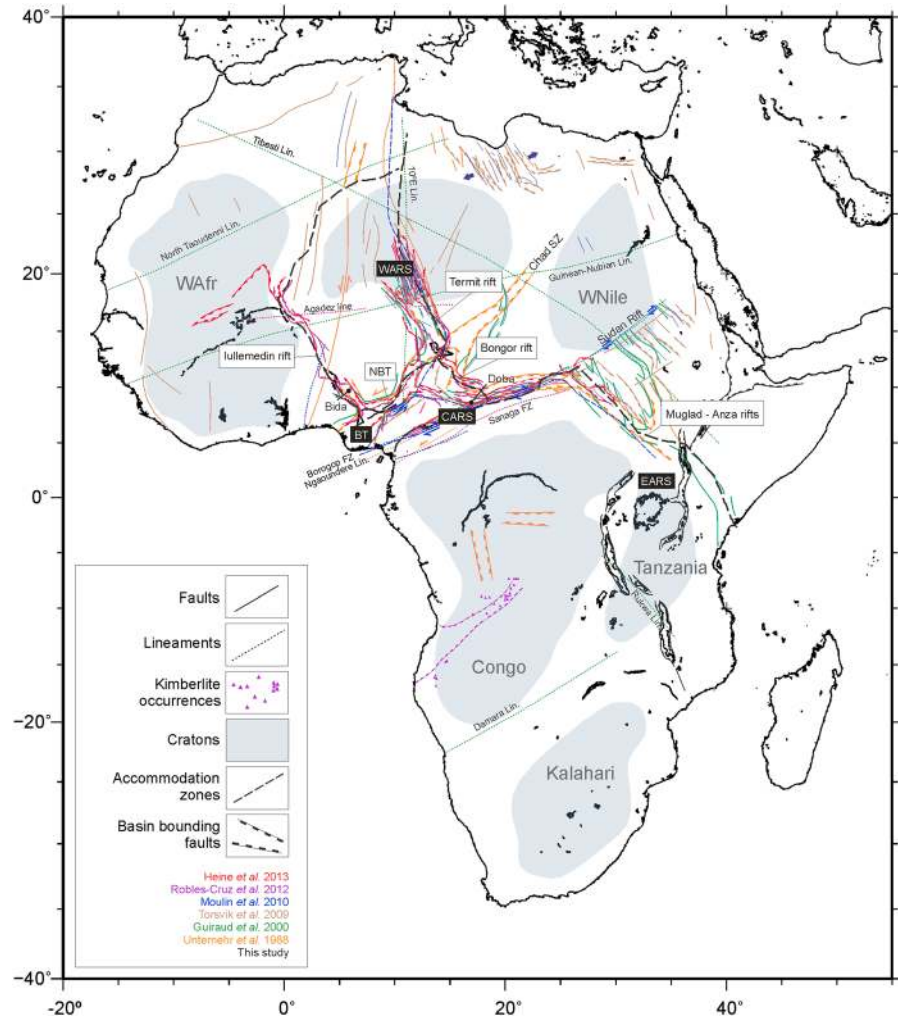 40°
20°
0°
−20°
−40°
-20º
0°
20°
40°
Tibesti Lin.
10°E Lin.
North Taoudenni Lin.
WAfr
WARS
Termit rift
Chad SZ
Guinean-Nubian Lin.
WNile
Agadez line
Sudan Rift
Iullemedin rift
Bongor rift
NBT
Doba
Bida
CARS
Sanaga FZ
Muglad - Anza rifts
BT
Borogop FZ
Ngaoundere Lin.
EARS
Tanzania
Rukwa Lin.
Congo
Damara Lin.
Kalahari
Faults
Lineaments
Kimberlite
occurrences
Cratons
Accommodation
zones
Basin bounding
faults
Heine et al. 2013
Robles-Cruz et al. 2012
Moulin et al. 2010
Torsvik et al. 2009
Guiraud et al. 2000
Unternehr et al. 1988
This study